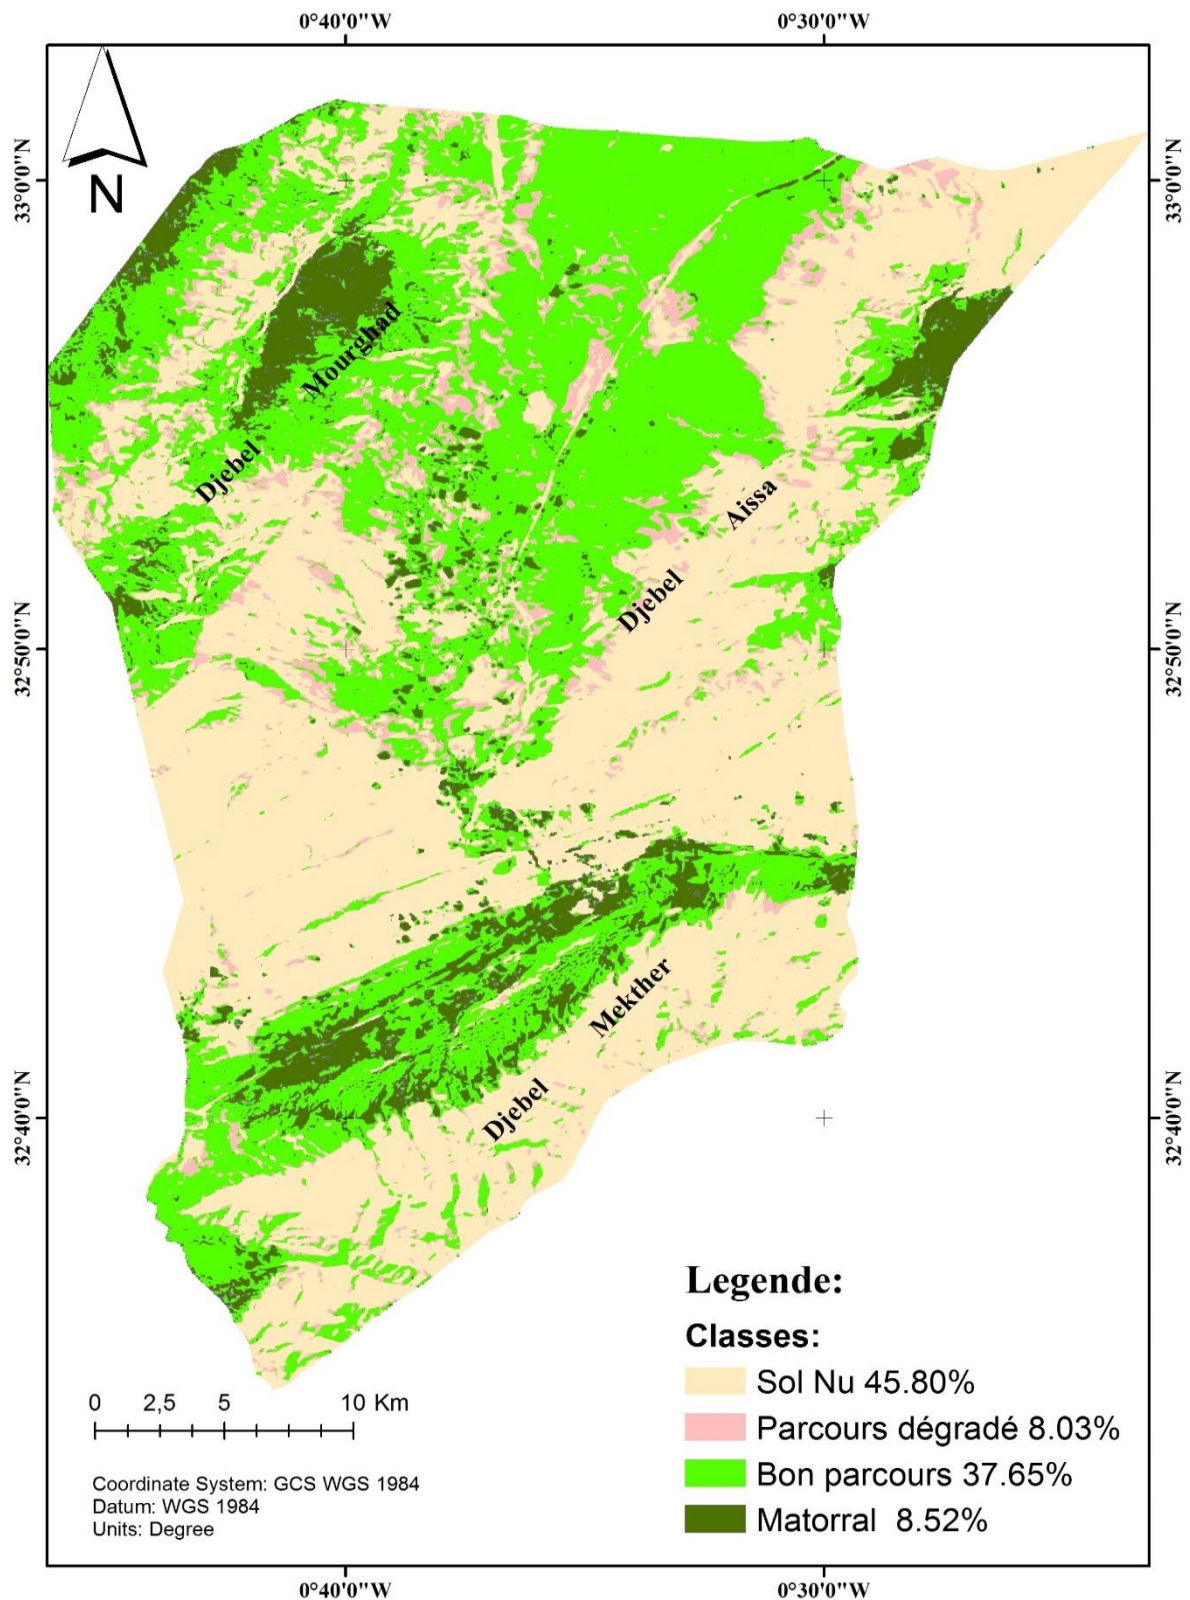 0°40'0"W 0°30'0"W
N
33°0'0"N 33°0'0"N
Djebel Mourghad
Djebel Aissa
32°50'0"N 32°50'0"N
Djebel Mekther
32°40'0"N 32°40'0"N
Legende:
Classes:
Sol Nu 45.80%
Parcours dégradé 8.03%
Bon parcours 37.65%
Matorral 8.52%
0 2,5 5 10 Km
Coordinate System: GCS WGS 1984
Datum: WGS 1984
Units: Degree
0°40'0"W 0°30'0"W